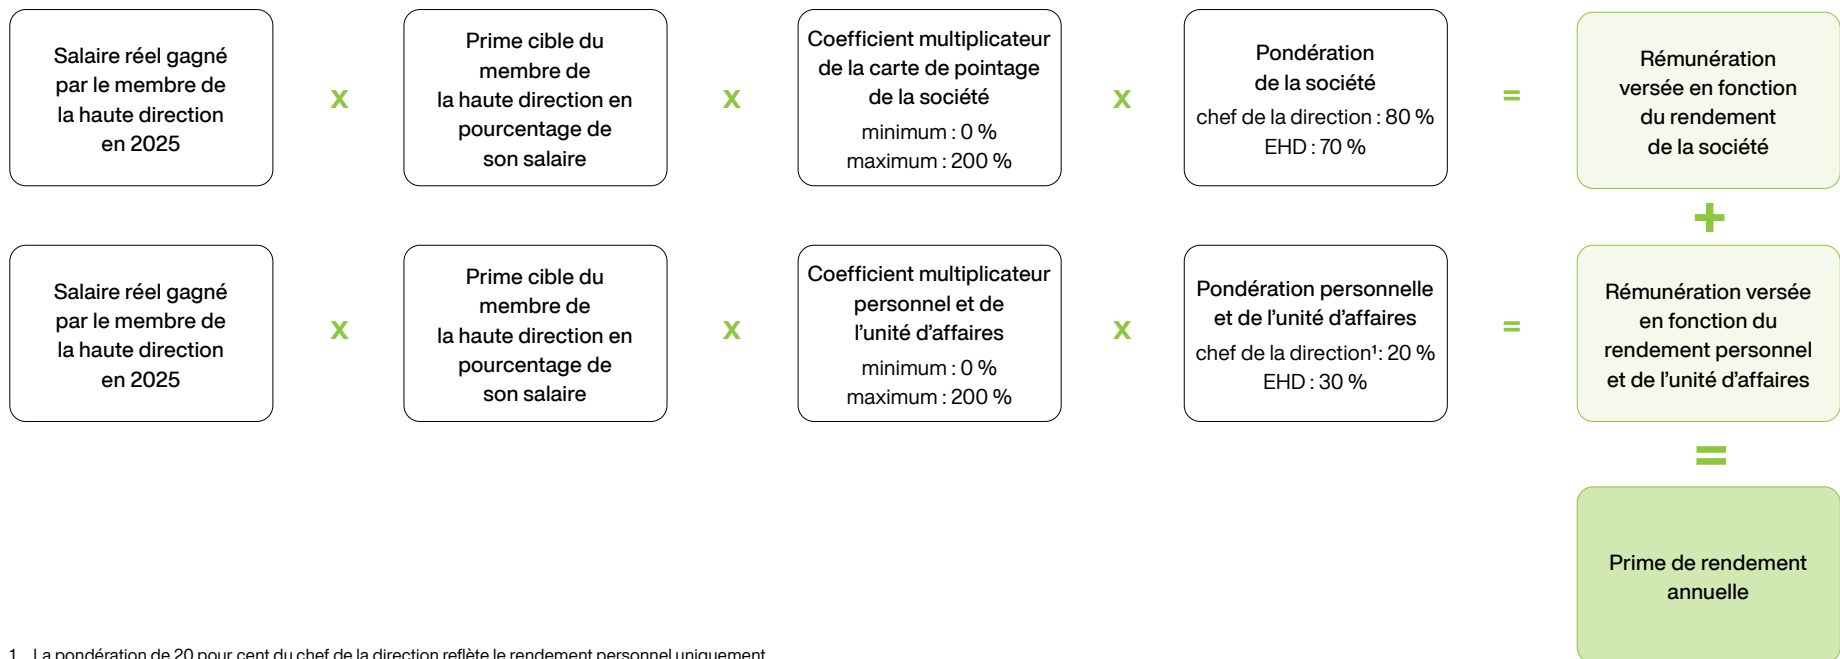 Salaire réel gagné
par le membre de
la haute direction
en 2025
x
Prime cible du
membre de
la haute direction en
pourcentage de
son salaire
x
Coefficient multiplicateur
de la carte de pointage
de la société
minimum : 0 %
maximum : 200 %
x
Pondération
de la société
chef de la direction : 80 %
EHD : 70 %
=
Rémunération
versée en fonction
du rendement
de la société
+
Salaire réel gagné
par le membre de
la haute direction
en 2025
x
Prime cible du
membre de
la haute direction en
pourcentage de
son salaire
x
Coefficient multiplicateur
personnel et de
l’unité d’affaires
minimum : 0 %
maximum : 200 %
x
Pondération personnelle
et de l’unité d’affaires
chef de la direction¹: 20 %
EHD : 30 %
=
Rémunération versée
en fonction du
rendement personnel
et de l’unité d’affaires
=
Prime de rendement
annuelle
1 La pondération de 20 pour cent du chef de la direction reflète le rendement personnel uniquement